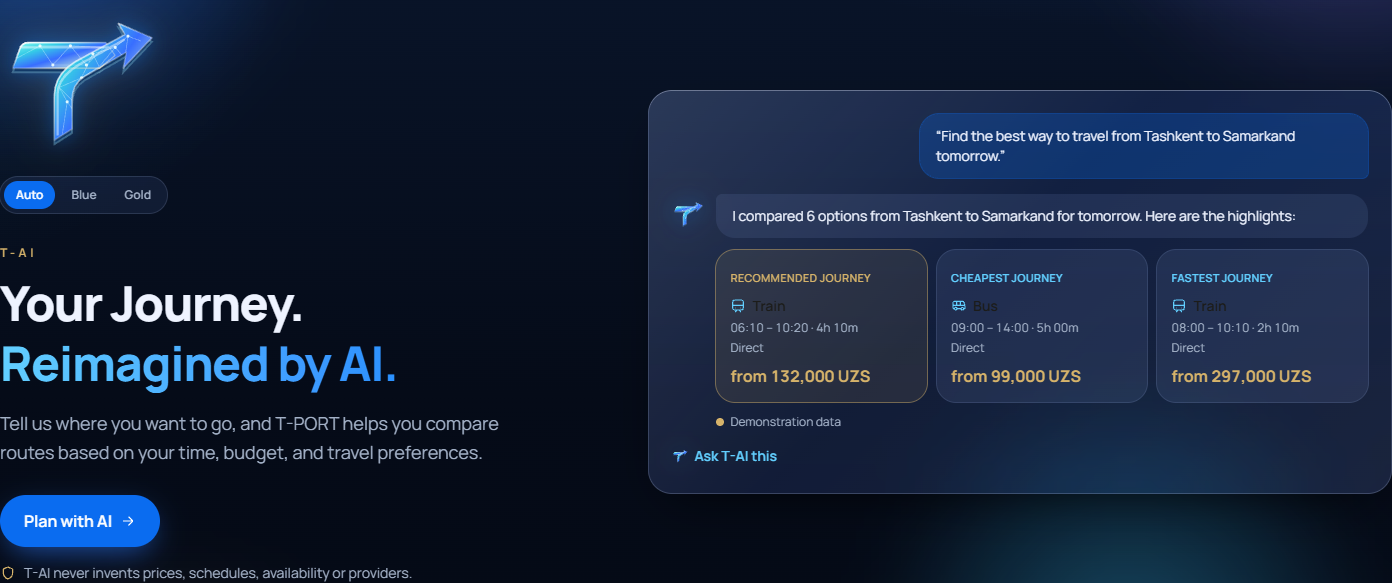 Auto Blue Gold
T-AI
Your Journey.
Reimagined by AI.
Tell us where you want to go, and T-PORT helps you compare
routes based on your time, budget, and travel preferences.
Plan with AI →
T-AI never invents prices, schedules, availability or providers.
“Find the best way to travel from Tashkent to Samarkand
tomorrow.”
I compared 6 options from Tashkent to Samarkand for tomorrow. Here are the highlights:
RECOMMENDED JOURNEY
Train
06:10 – 10:20 · 4h 10m
Direct
from 132,000 UZS
CHEAPEST JOURNEY
Bus
09:00 – 14:00 · 5h 00m
Direct
from 99,000 UZS
FASTEST JOURNEY
Train
08:00 – 10:10 · 2h 10m
Direct
from 297,000 UZS
Demonstration data
Ask T-AI this